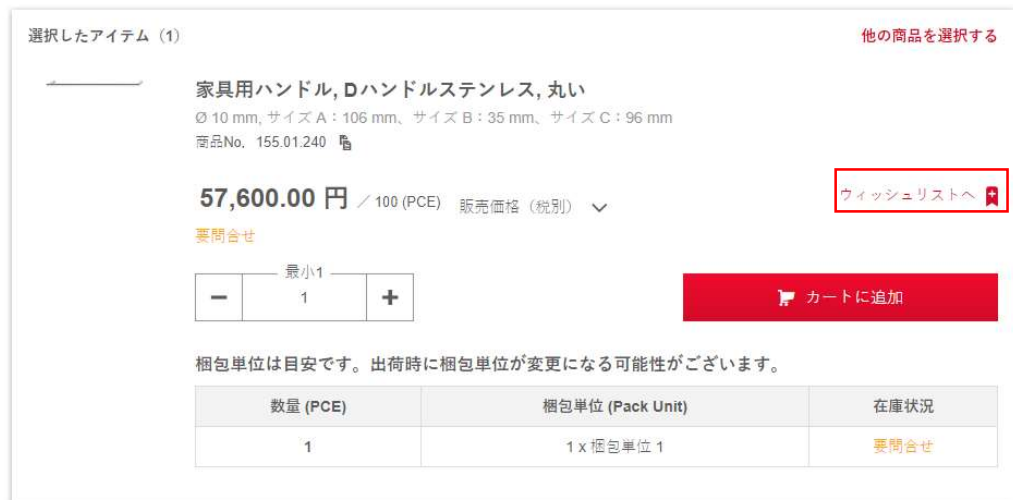 選択したアイテム（1）
他の商品を選択する
家具用ハンドル, Dハンドルステンレス, 丸い
Ø 10 mm, サイズ A：106 mm、サイズ B：35 mm、サイズ C：96 mm
商品No. 155.01.240
57,600.00 円 ／ 100 (PCE) 販売価格（税別）
ウィッシュリストへ
要問合せ
最小1
1
カートに追加
梱包単位は目安です。出荷時に梱包単位が変更になる可能性がございます。
数量 (PCE) 梱包単位 (Pack Unit) 在庫状況
1 1 x 梱包単位 1 要問合せ